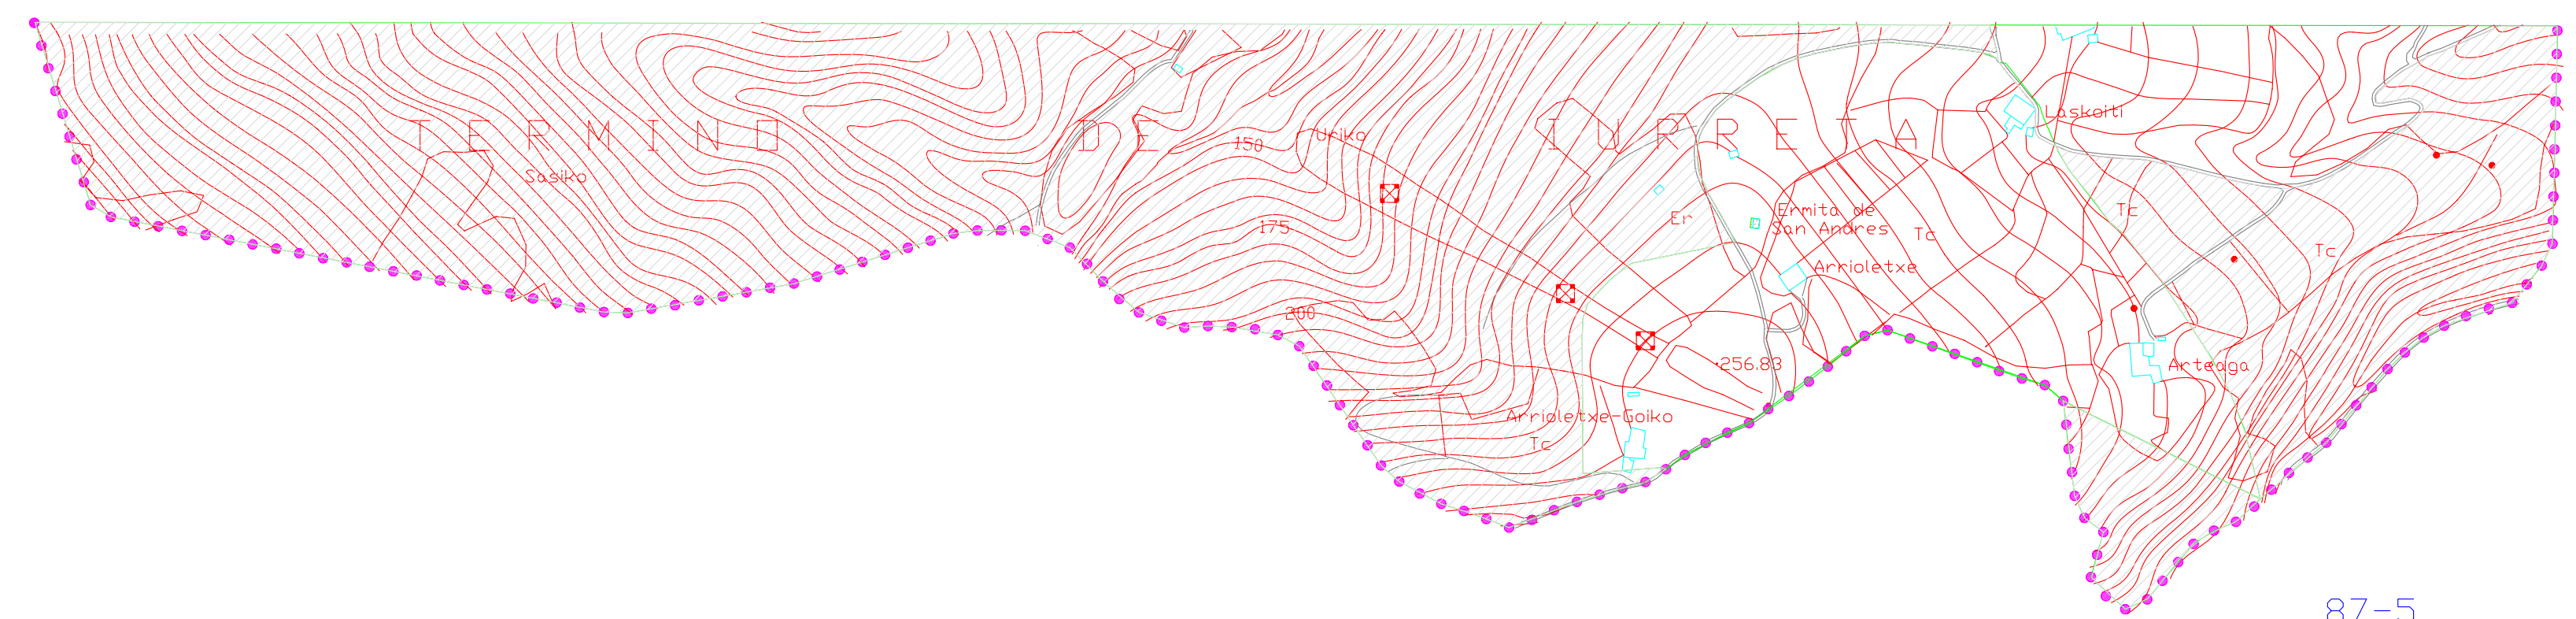 TERMINO DE IURRETA
Laskoiti
150
Uriko
Sasiko
Er
Ermita de
San Andres
Tc
Tc
175
Tc
Arrioletxe
200
·256.83
Arteaga
Arrioletxe-Goiko
Tc
87-5